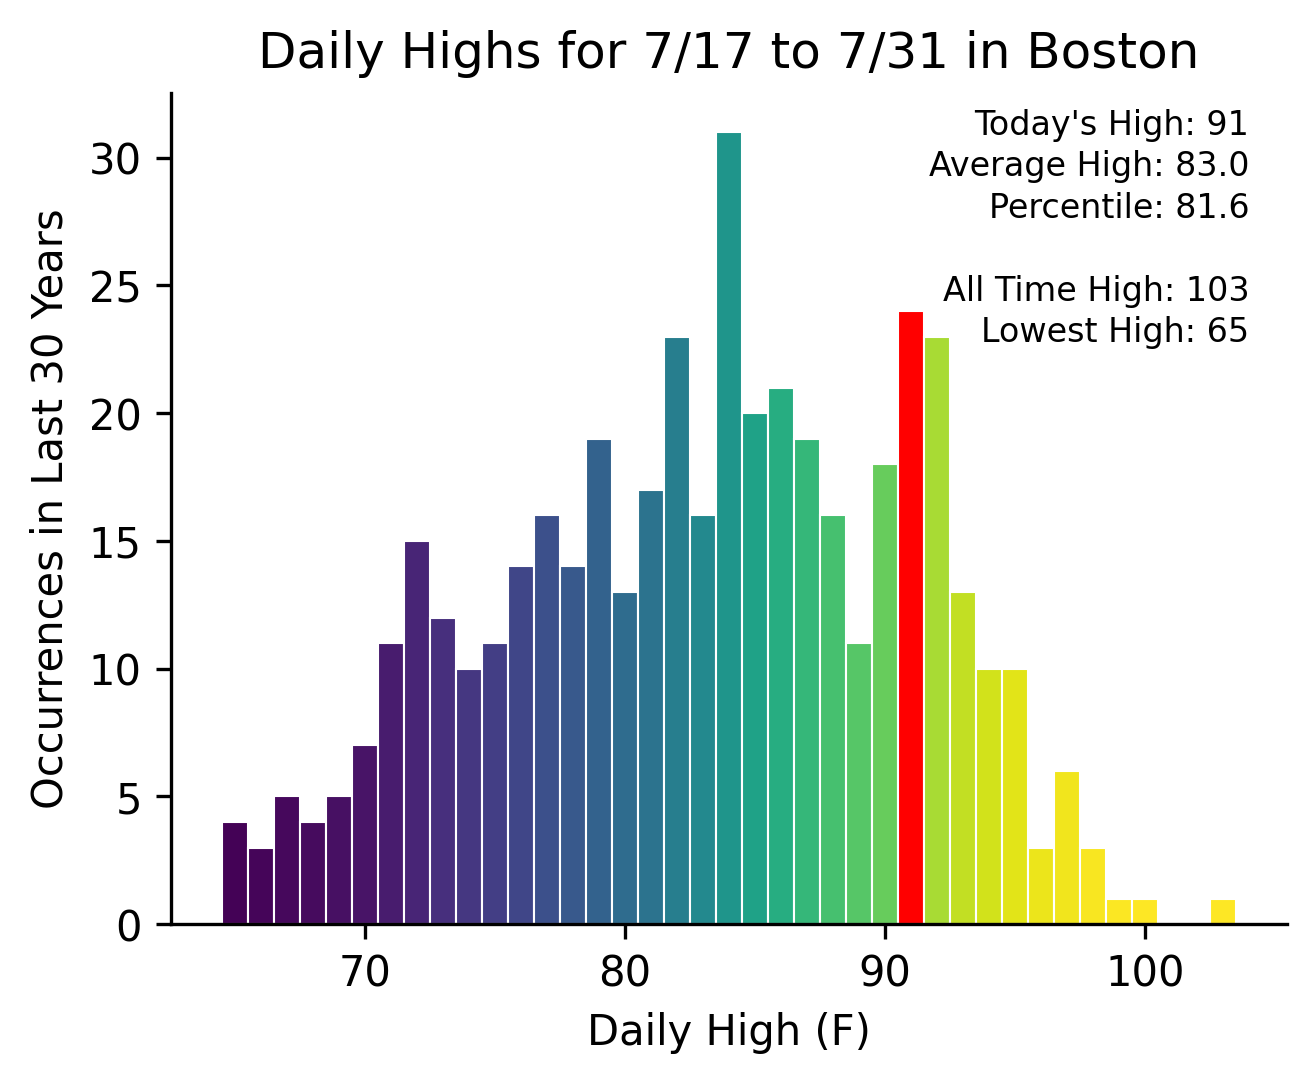 Daily Highs for 7/17 to 7/31 in Boston
Today's High: 91
Average High: 83.0
Percentile: 81.6
All Time High: 103
Lowest High: 65
Occurrences in Last 30 Years
30
25
20
15
10
5
0
70 80 90 100
Daily High (F)